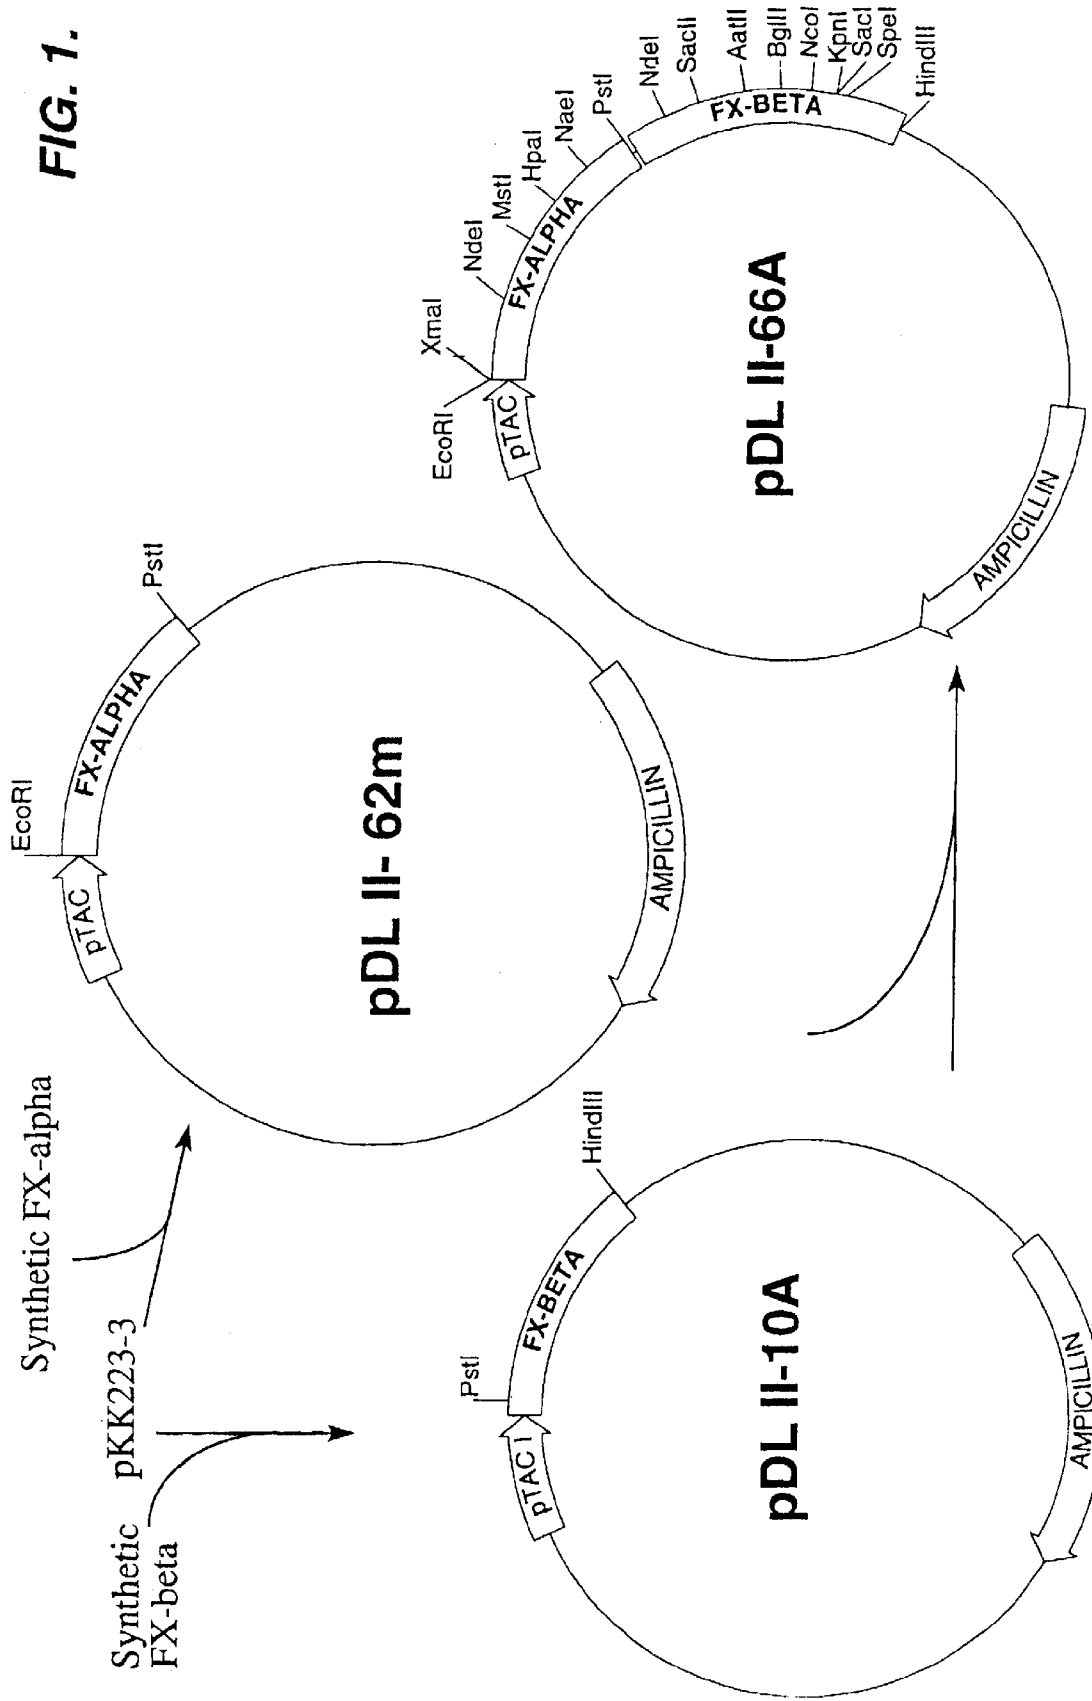 FIG. 1.
Synthetic FX-alpha
pKK223-3
Synthetic
FX-beta
EcoRI
pTAC
FX-ALPHA
PstI
pDL II- 62m
AMPICILLIN
PstI
pTAC I
FX-BETA
HindIII
pDL II-10A
AMPICILLIN
EcoRI
XmaI
NdeI
MstI
HpaI
NaeI
PstI
NdeI
SacII
AatII
BglII
NcoI
KpnI
SacI
SpeI
HindIII
pTAC
FX-ALPHA
FX-BETA
pDL II-66A
AMPICILLIN